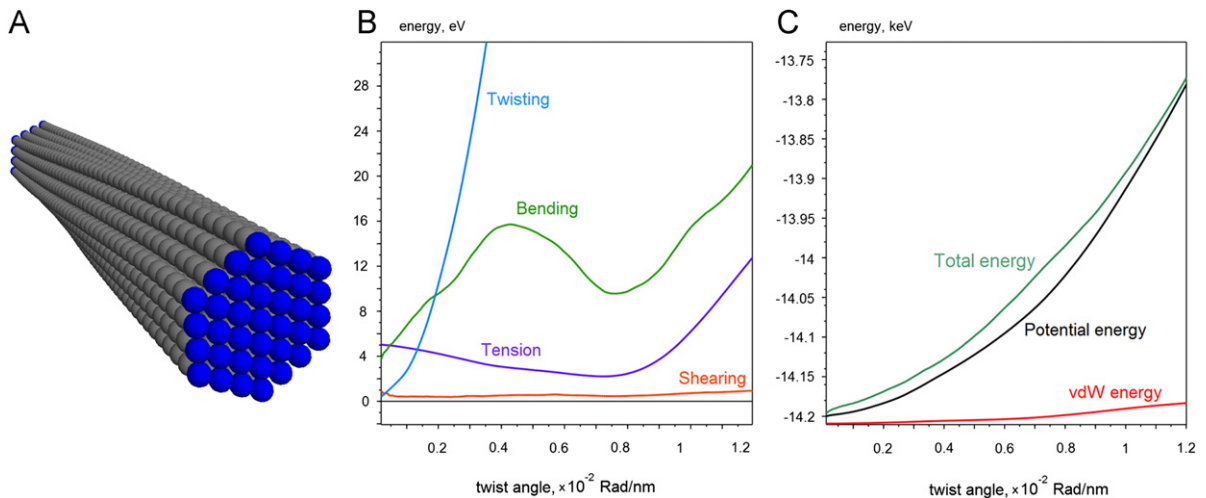 A
B
energy, eV
28
24
20
16
12
8
4
0
Twisting
Bending
Tension
Shearing
0.2
0.4
0.6
0.8
1.2
twist angle, ×10⁻² Rad/nm
C
energy, keV
-13.75
-13.8
-13.85
-13.9
-13.95
-14
-14.05
-14.1
-14.15
-14.2
Total energy
Potential energy
vdW energy
0.2
0.4
0.6
0.8
1
1.2
twist angle, ×10⁻² Rad/nm